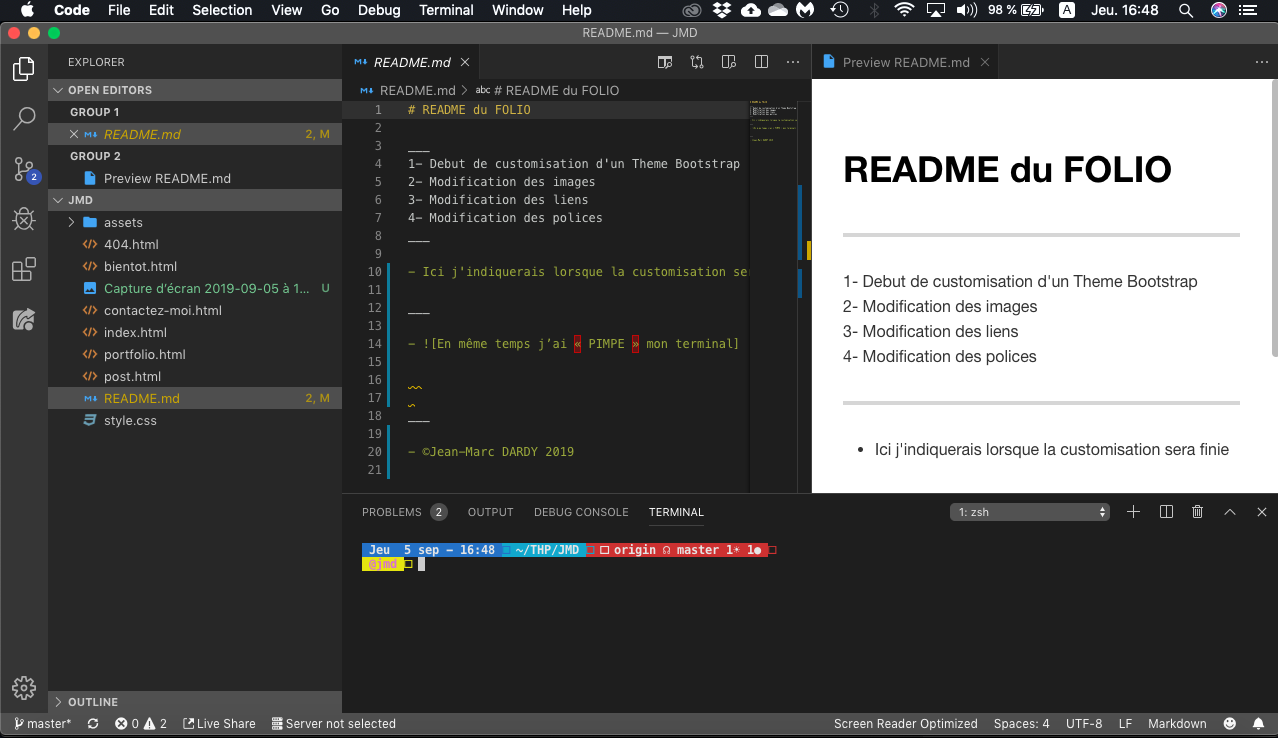 Code File Edit Selection View Go Debug Terminal Window Help 98 % A Jeu. 16:48
README.md — JMD
EXPLORER
OPEN EDITORS
GROUP 1
README.md 2, M
GROUP 2
Preview README.md
JMD
assets
404.html
bientot.html
Capture d’écran 2019-09-05 à 1... U
contactez-moi.html
index.html
portfolio.html
post.html
README.md 2, M
style.css
OUTLINE
README.md
README.md > abc # README du FOLIO
1 # README du FOLIO
2
3 ___
4 1- Debut de customisation d'un Theme Bootstrap
5 2- Modification des images
6 3- Modification des liens
7 4- Modification des polices
8 ___
9
10 - Ici j'indiquerais lorsque la customisation se
11
12 ___
13
14 - ![En même temps j’ai « PIMPE » mon terminal]
15
16
17
18 ___
19
20 - ©Jean-Marc DARDY 2019
21
Preview README.md
README du FOLIO
1- Debut de customisation d'un Theme Bootstrap
2- Modification des images
3- Modification des liens
4- Modification des polices
• Ici j'indiquerais lorsque la customisation sera finie
PROBLEMS 2 OUTPUT DEBUG CONSOLE TERMINAL 1: zsh
Jeu 5 sep - 16:48 ~/THP/JMD origin master 1☀ 1●
@jmd
master* 0 2 Live Share Server not selected Screen Reader Optimized Spaces: 4 UTF-8 LF Markdown